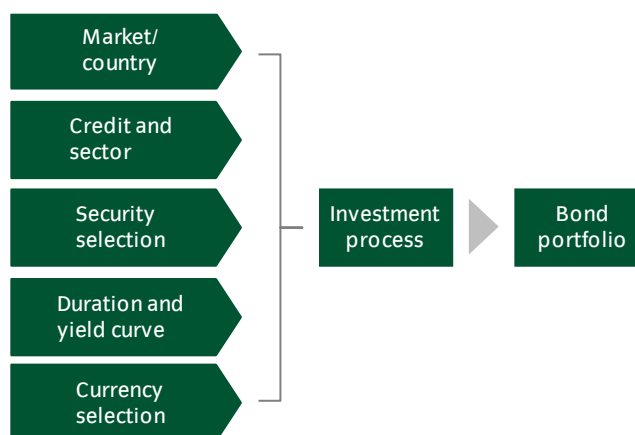 Market/
country
Credit and
sector
Security
selection
Investment
process
Bond
portfolio
Duration and
yield curve
Currency
selection